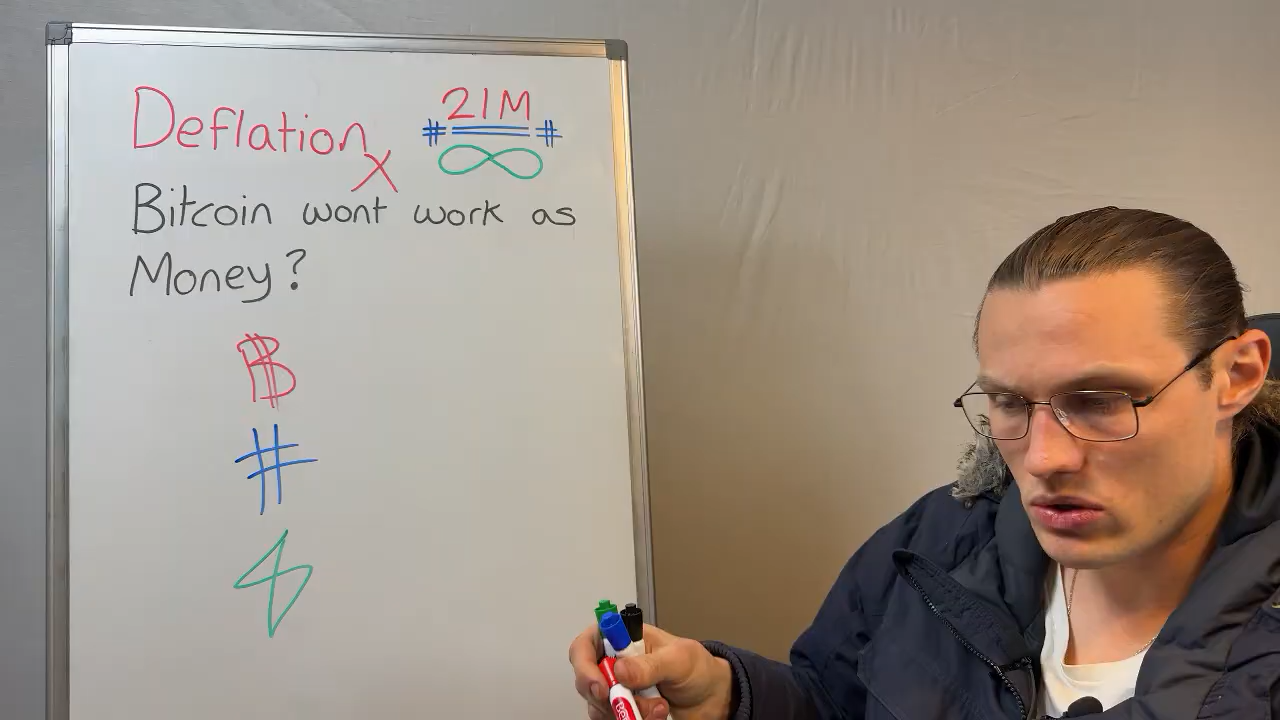 Deflation x
21M
# #
∞
Bitcoin wont work as
Money?
₿
#